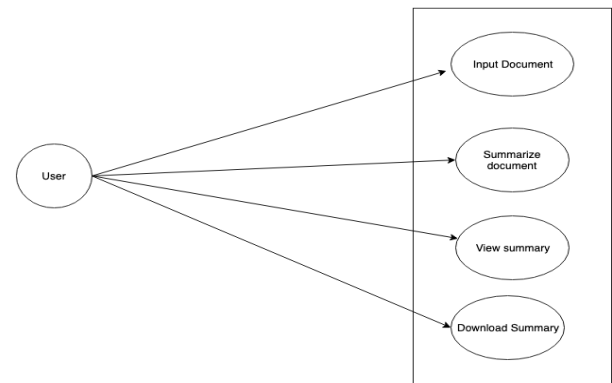 Input Document
Summarize
document
User
View summary
Download Summary